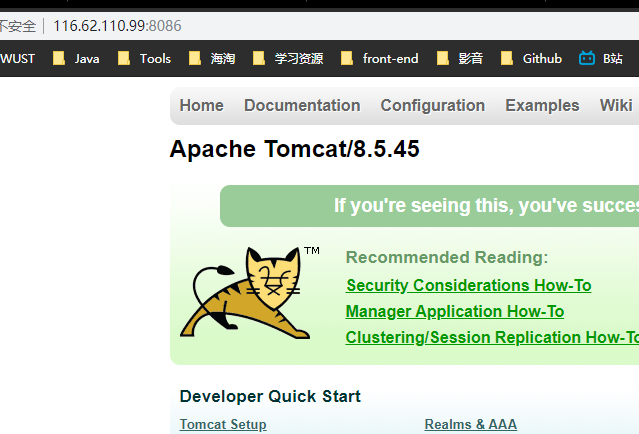 不安全 | 116.62.110.99:8086
WUST Java Tools 海淘 学习资源 front-end 影音 Github B站
Home Documentation Configuration Examples Wiki
Apache Tomcat/8.5.45
If you're seeing this, you've
TM
Recommended Reading:
Security Considerations How-To
Manager Application How-To
Clustering/Session Replication
Developer Quick Start
Tomcat Setup Realms & AAA